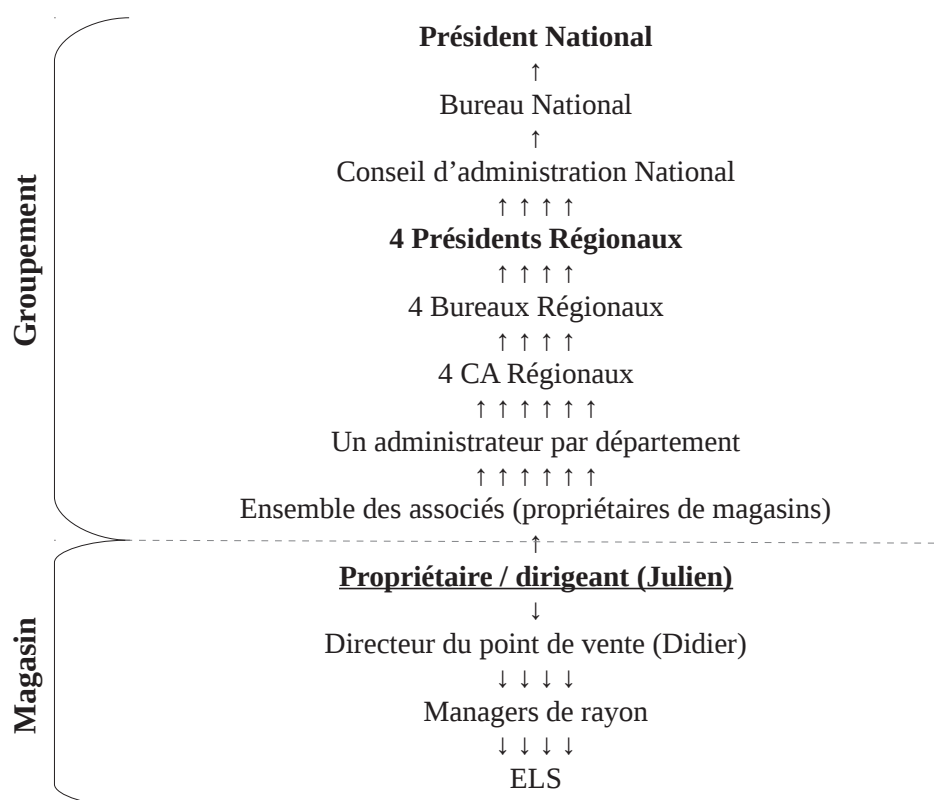 Président National
↑
Bureau National
↑
Conseil d’administration National
↑ ↑ ↑ ↑
4 Présidents Régionaux
↑ ↑ ↑ ↑
4 Bureaux Régionaux
↑ ↑ ↑ ↑
4 CA Régionaux
↑ ↑ ↑ ↑ ↑ ↑
Un administrateur par département
↑ ↑ ↑ ↑ ↑ ↑
Ensemble des associés (propriétaires de magasins)
Groupement
↑
Propriétaire / dirigeant (Julien)
↓
Directeur du point de vente (Didier)
↓ ↓ ↓ ↓
Managers de rayon
↓ ↓ ↓ ↓
ELS
Magasin